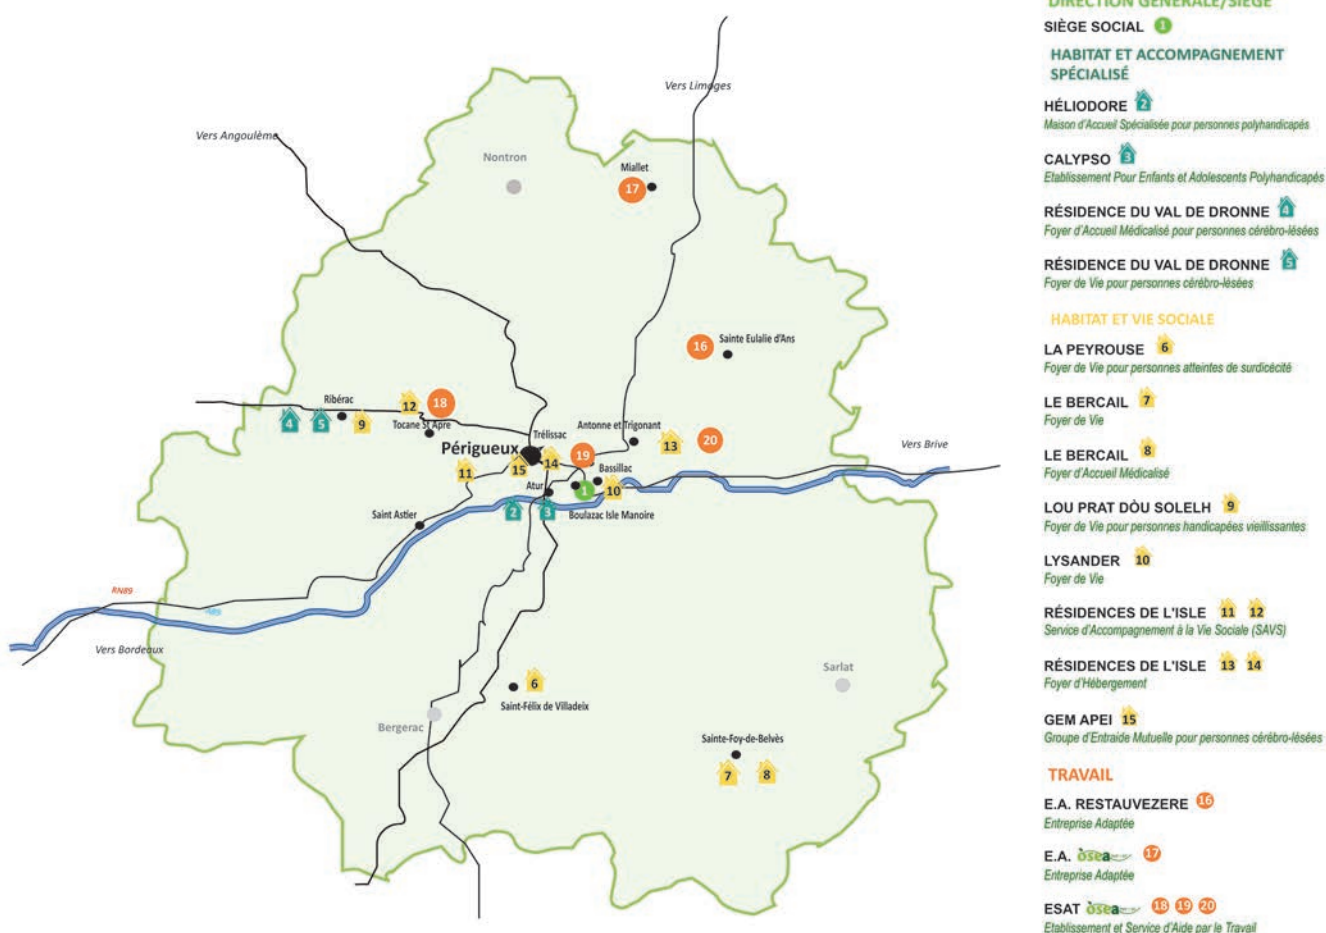 Vers Limoges
Vers Angoulême
Nontron
Miallet
17
16
Sainte Eulalie d'Ans
Ribérac
12
18
4
5
9
Tocane St Apre
Trélissac
Antonne et Trigonant
13
20
Vers Brive
Périgueux
11
15
14
19
Bassillac
Atur
1
10
2
3
Boulazac Isle Manoire
Saint Astier
RN89
A89
Vers Bordeaux
6
Saint-Félix de Villadeix
Sarlat
Bergerac
Sainte-Foy-de-Belvès
7
8
DIRECTION GÉNÉRALE/SIÈGE
SIÈGE SOCIAL 1
HABITAT ET ACCOMPAGNEMENT
SPÉCIALISÉ
HÉLIODORE 2
Maison d'Accueil Spécialisée pour personnes polyhandicapés
CALYPSO 3
Etablissement Pour Enfants et Adolescents Polyhandicapés
RÉSIDENCE DU VAL DE DRONNE 4
Foyer d'Accueil Médicalisé pour personnes cérébro-lésées
RÉSIDENCE DU VAL DE DRONNE 5
Foyer de Vie pour personnes cérébro-lésées
HABITAT ET VIE SOCIALE
LA PEYROUSE 6
Foyer de Vie pour personnes atteintes de surdicécité
LE BERCAIL 7
Foyer de Vie
LE BERCAIL 8
Foyer d'Accueil Médicalisé
LOU PRAT DÒU SOLELH 9
Foyer de Vie pour personnes handicapées vieillissantes
LYSANDER 10
Foyer de Vie
RÉSIDENCES DE L'ISLE 11 12
Service d'Accompagnement à la Vie Sociale (SAVS)
RÉSIDENCES DE L'ISLE 13 14
Foyer d'Hébergement
GEM APEI 15
Groupe d'Entraide Mutuelle pour personnes cérébro-lésées
TRAVAIL
E.A. RESTAUVEZERE 16
Entreprise Adaptée
E.A. òsea 17
Entreprise Adaptée
ESAT òsea 18 19 20
Etablissement et Service d'Aide par le Travail